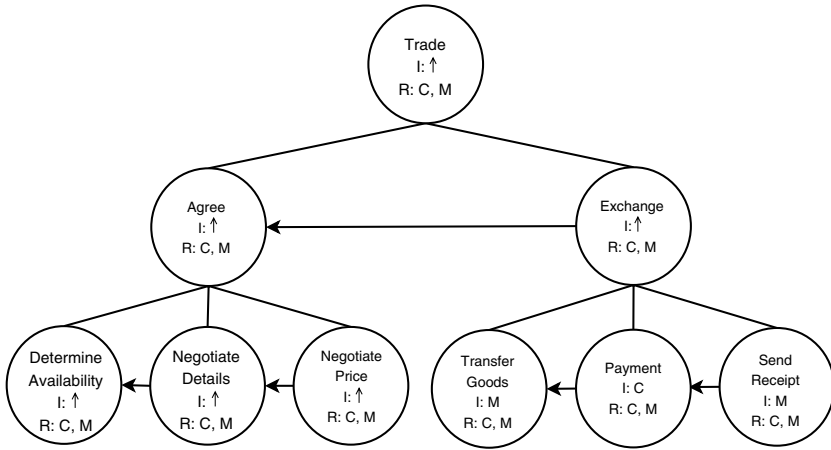 Trade
I: ↑
R: C, M
Agree
I: ↑
R: C, M
Exchange
I: ↑
R: C, M
Determine
Availability
I: ↑
R: C, M
Negotiate
Details
I: ↑
R: C, M
Negotiate
Price
I: ↑
R: C, M
Transfer
Goods
I: M
R: C, M
Payment
I: C
R: C, M
Send
Receipt
I: M
R: C, M